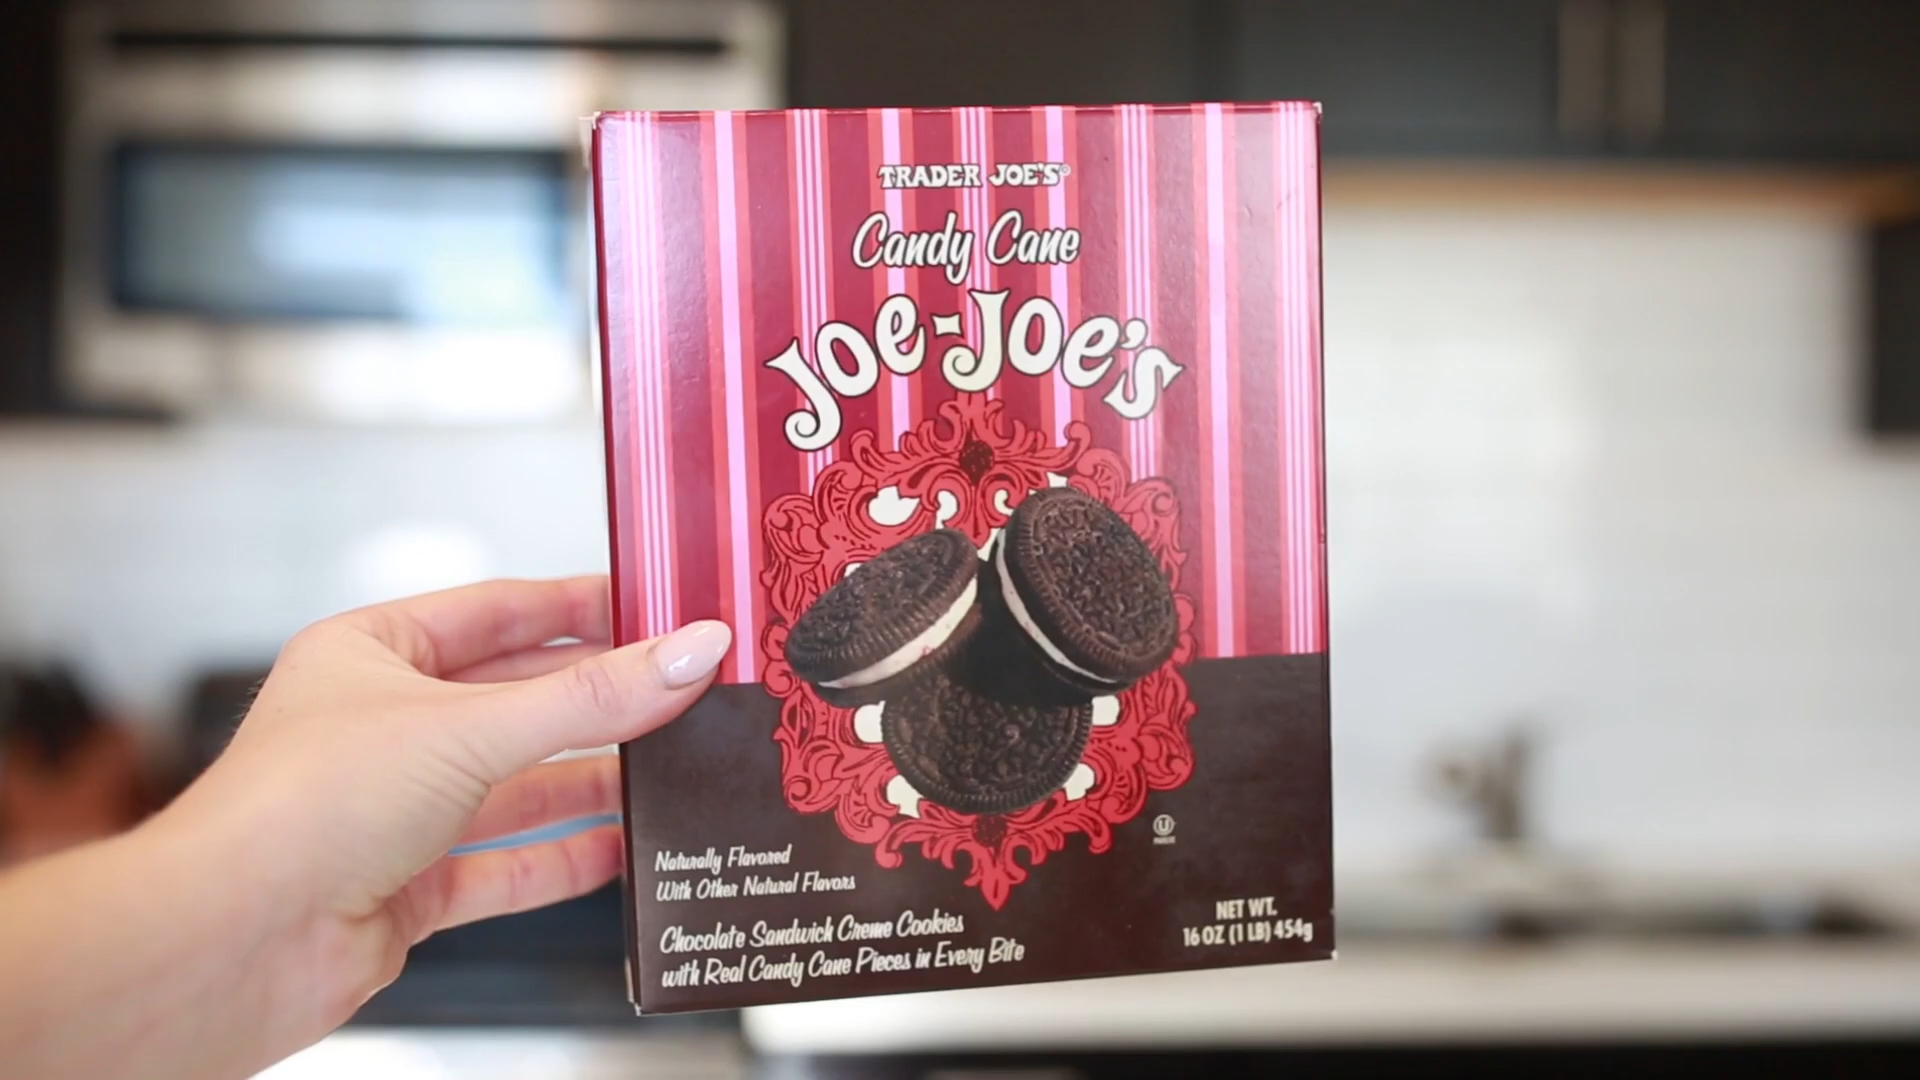 TRADER JOE'S®
Candy Cane
JOE-JOE'S
Naturally Flavored
With Other Natural Flavors
Chocolate Sandwich Creme Cookies
with Real Candy Cane Pieces in Every Bite
U
NET WT.
16 OZ (1 LB) 454g